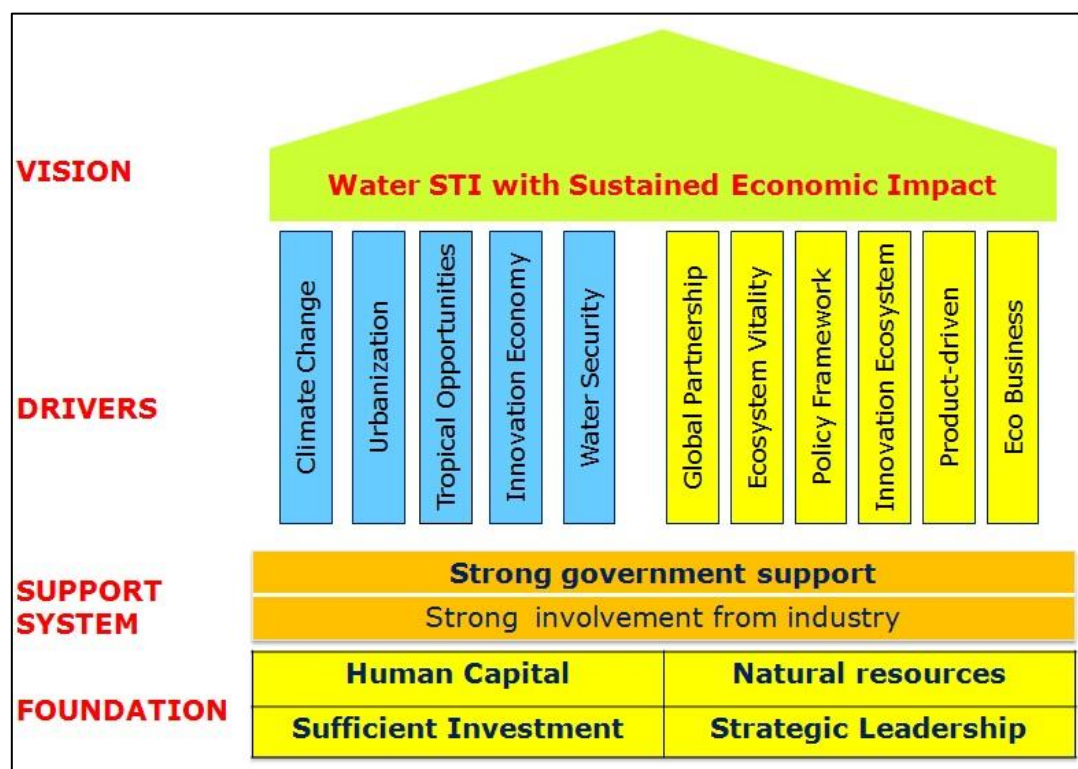 VISION
Water STI with Sustained Economic Impact
DRIVERS
Climate Change
Urbanization
Tropical Opportunities
Innovation Economy
Water Security
Global Partnership
Ecosystem Vitality
Policy Framework
Innovation Ecosystem
Product-driven
Eco Business
SUPPORT
SYSTEM
Strong government support
Strong involvement from industry
FOUNDATION
Human Capital
Natural resources
Sufficient Investment
Strategic Leadership